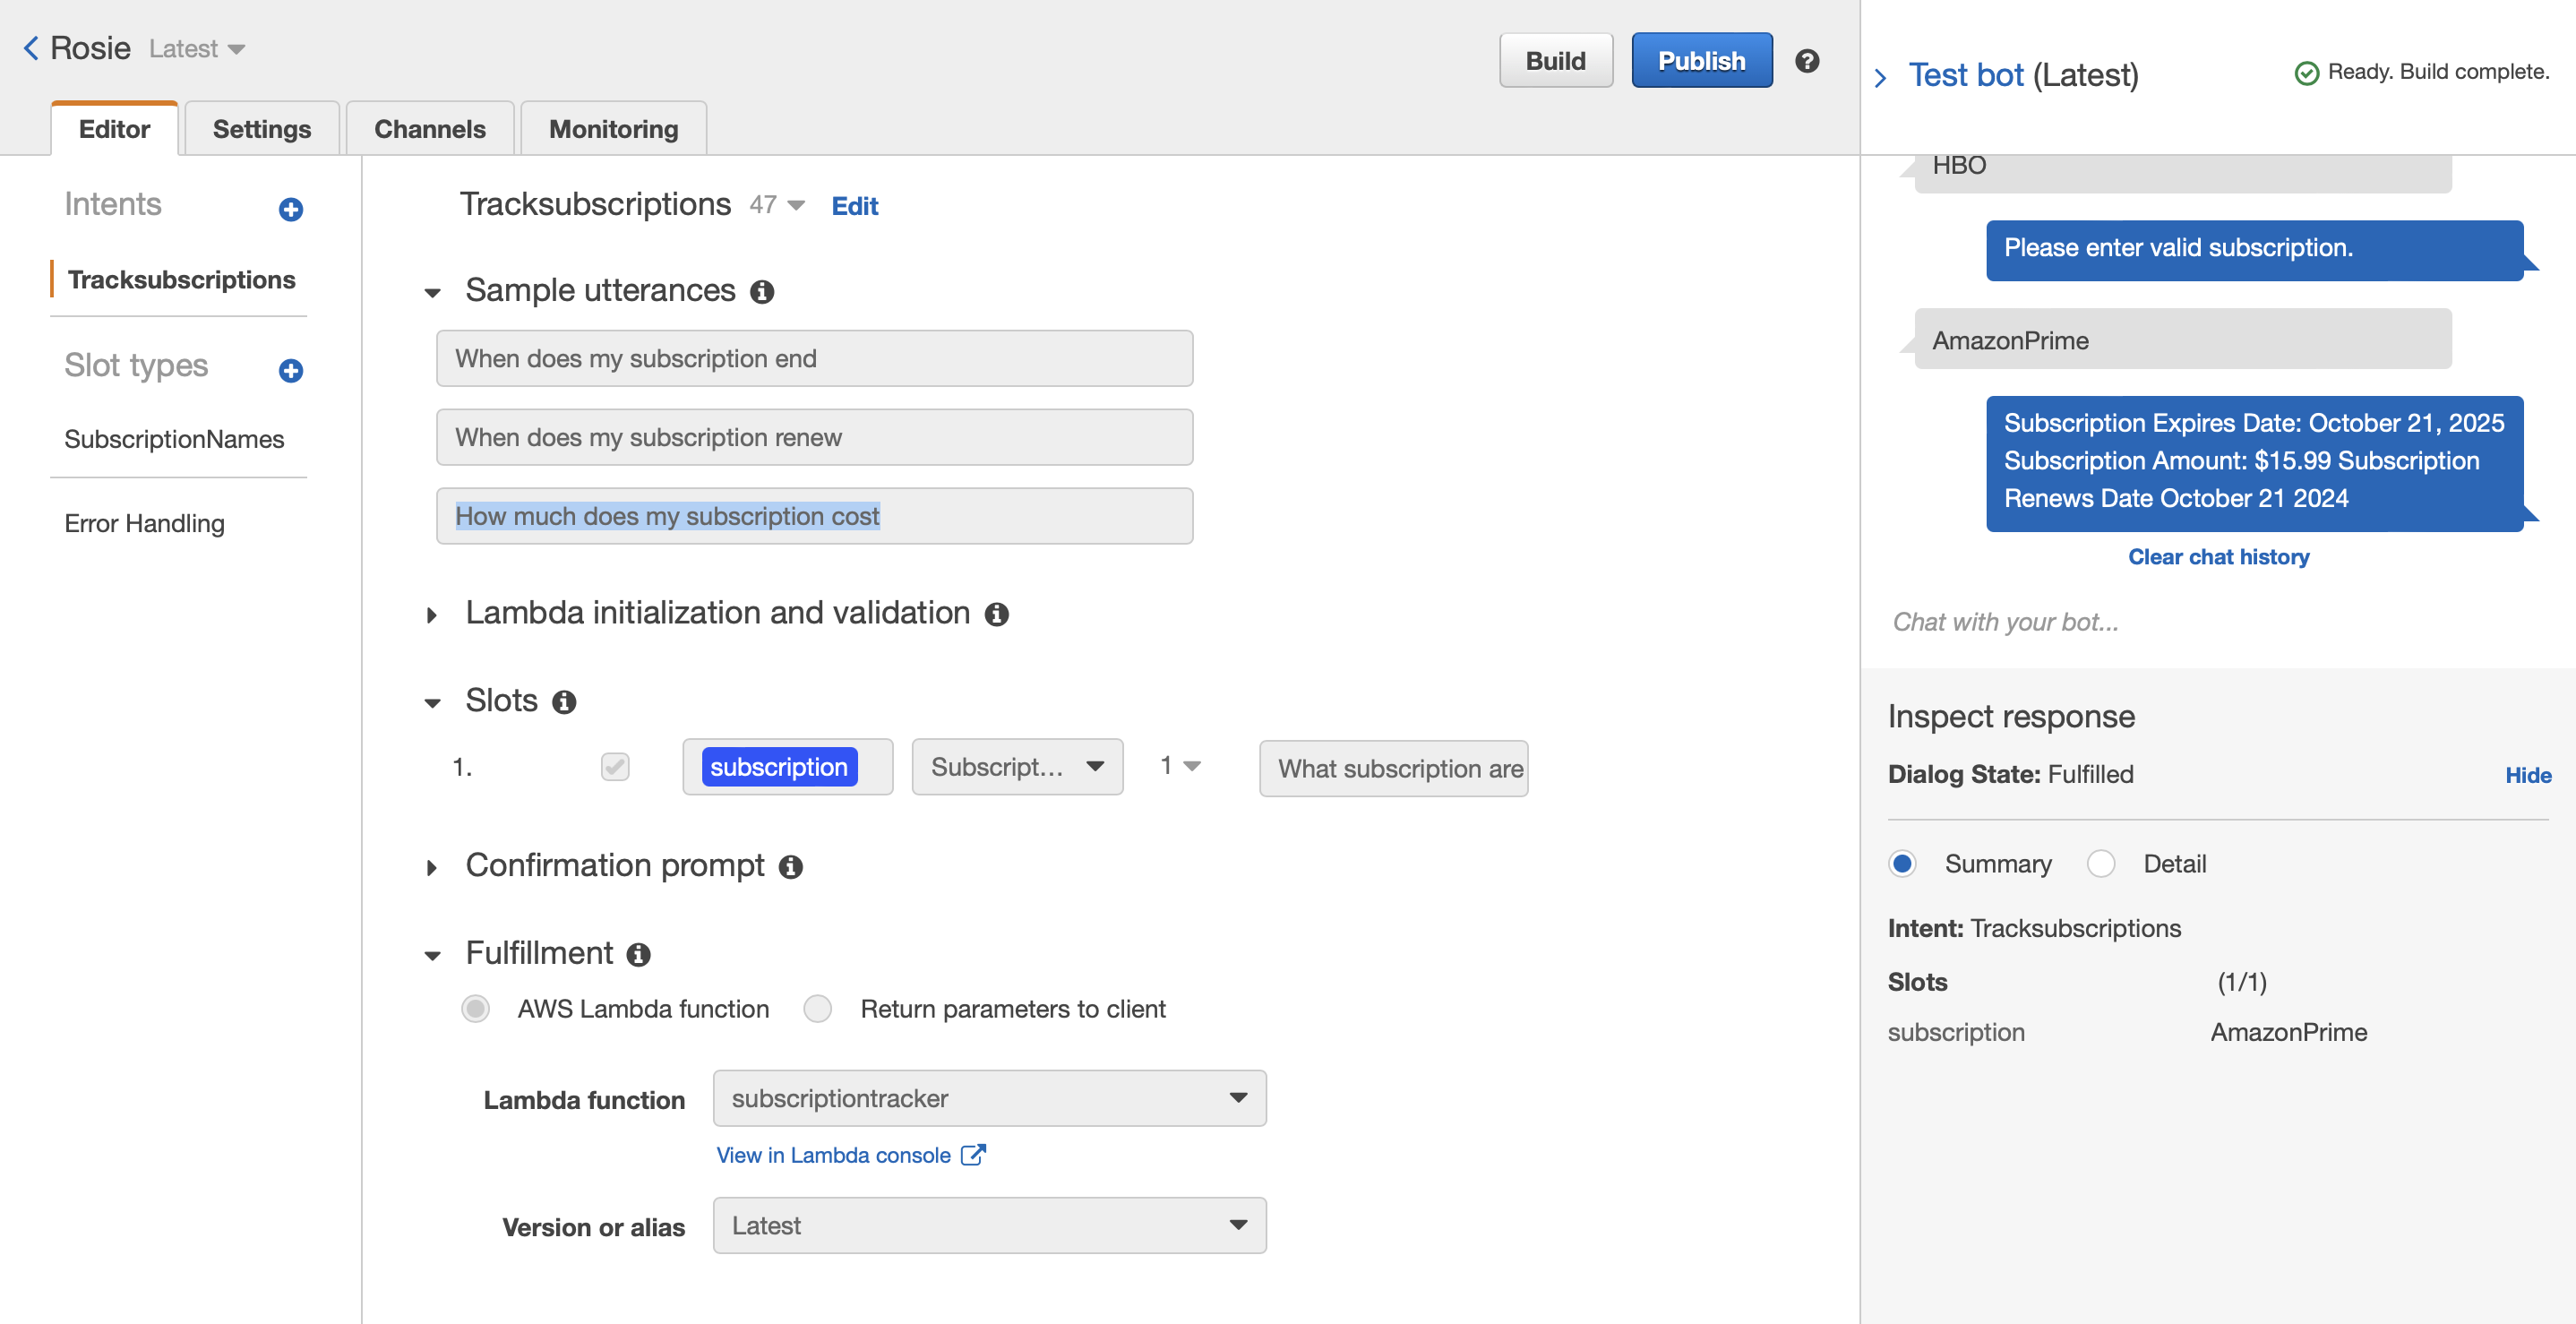 Rosie Latest
Build
Publish
Test bot (Latest)
Ready. Build complete.
Editor
Settings
Channels
Monitoring
Intents
Tracksubscriptions
Slot types
SubscriptionNames
Error Handling
Tracksubscriptions 47 Edit
Sample utterances
When does my subscription end
When does my subscription renew
How much does my subscription cost
Lambda initialization and validation
Slots
1. subscription Subscript... 1 What subscription are
Confirmation prompt
Fulfillment
AWS Lambda function Return parameters to client
Lambda function subscriptiontracker
View in Lambda console
Version or alias Latest
HBO
Please enter valid subscription.
AmazonPrime
Subscription Expires Date: October 21, 2025
Subscription Amount: $15.99 Subscription
Renews Date October 21 2024
Clear chat history
Chat with your bot...
Inspect response
Dialog State: Fulfilled Hide
Summary Detail
Intent: Tracksubscriptions
Slots (1/1)
subscription AmazonPrime